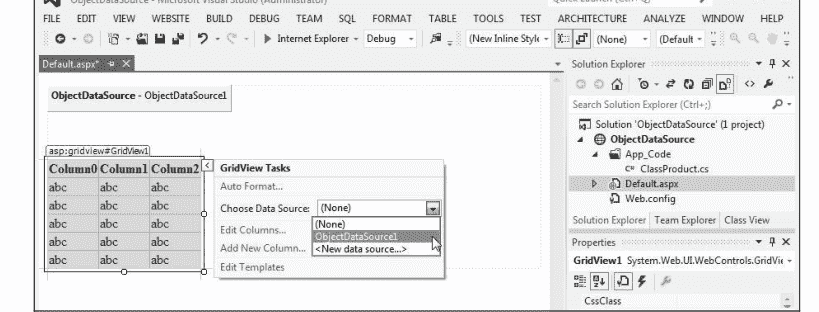 ObjectDataSource - Microsoft Visual Studio (Administrator)
FILE EDIT VIEW WEBSITE BUILD DEBUG TEAM SQL FORMAT TABLE TOOLS TEST ARCHITECTURE ANALYZE WINDOW HELP
Internet Explorer Debug (New Inline Style (None) (Default
Default.aspx*
Solution Explorer
ObjectDataSource - ObjectDataSource1
Search Solution Explorer (Ctrl+;)
Solution 'ObjectDataSource' (1 project)
ObjectDataSource
App_Code
C# ClassProduct.cs
Default.aspx
Web.config
asp:gridview#GridView1
Column0 Column1 Column2
abc abc abc
abc abc abc
abc abc abc
abc abc abc
abc abc abc
GridView Tasks
Auto Format...
Choose Data Source: (None)
(None)
ObjectDataSource1
<New data source...>
Edit Columns...
Add New Column...
Edit Templates
Solution Explorer Team Explorer Class View
Properties
GridView1 System.Web.UI.WebControls.GridVie
CssClass